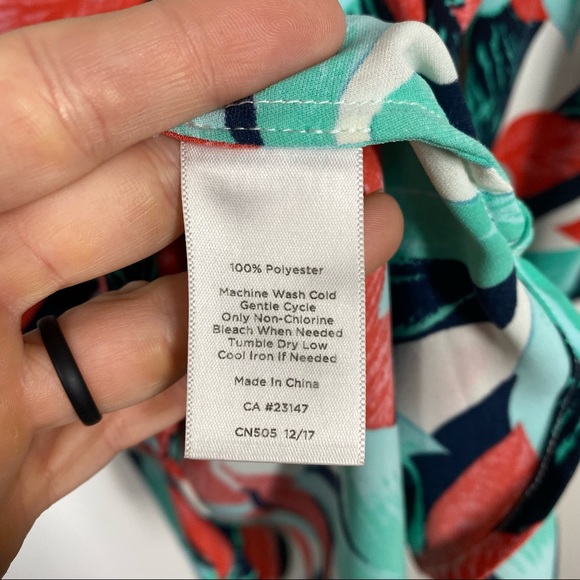 100% Polyester
Machine Wash Cold
Gentle Cycle
Only Non-Chlorine
Bleach When Needed
Tumble Dry Low
Cool Iron if Needed
Made in China
CA #23147
CN505 12/17